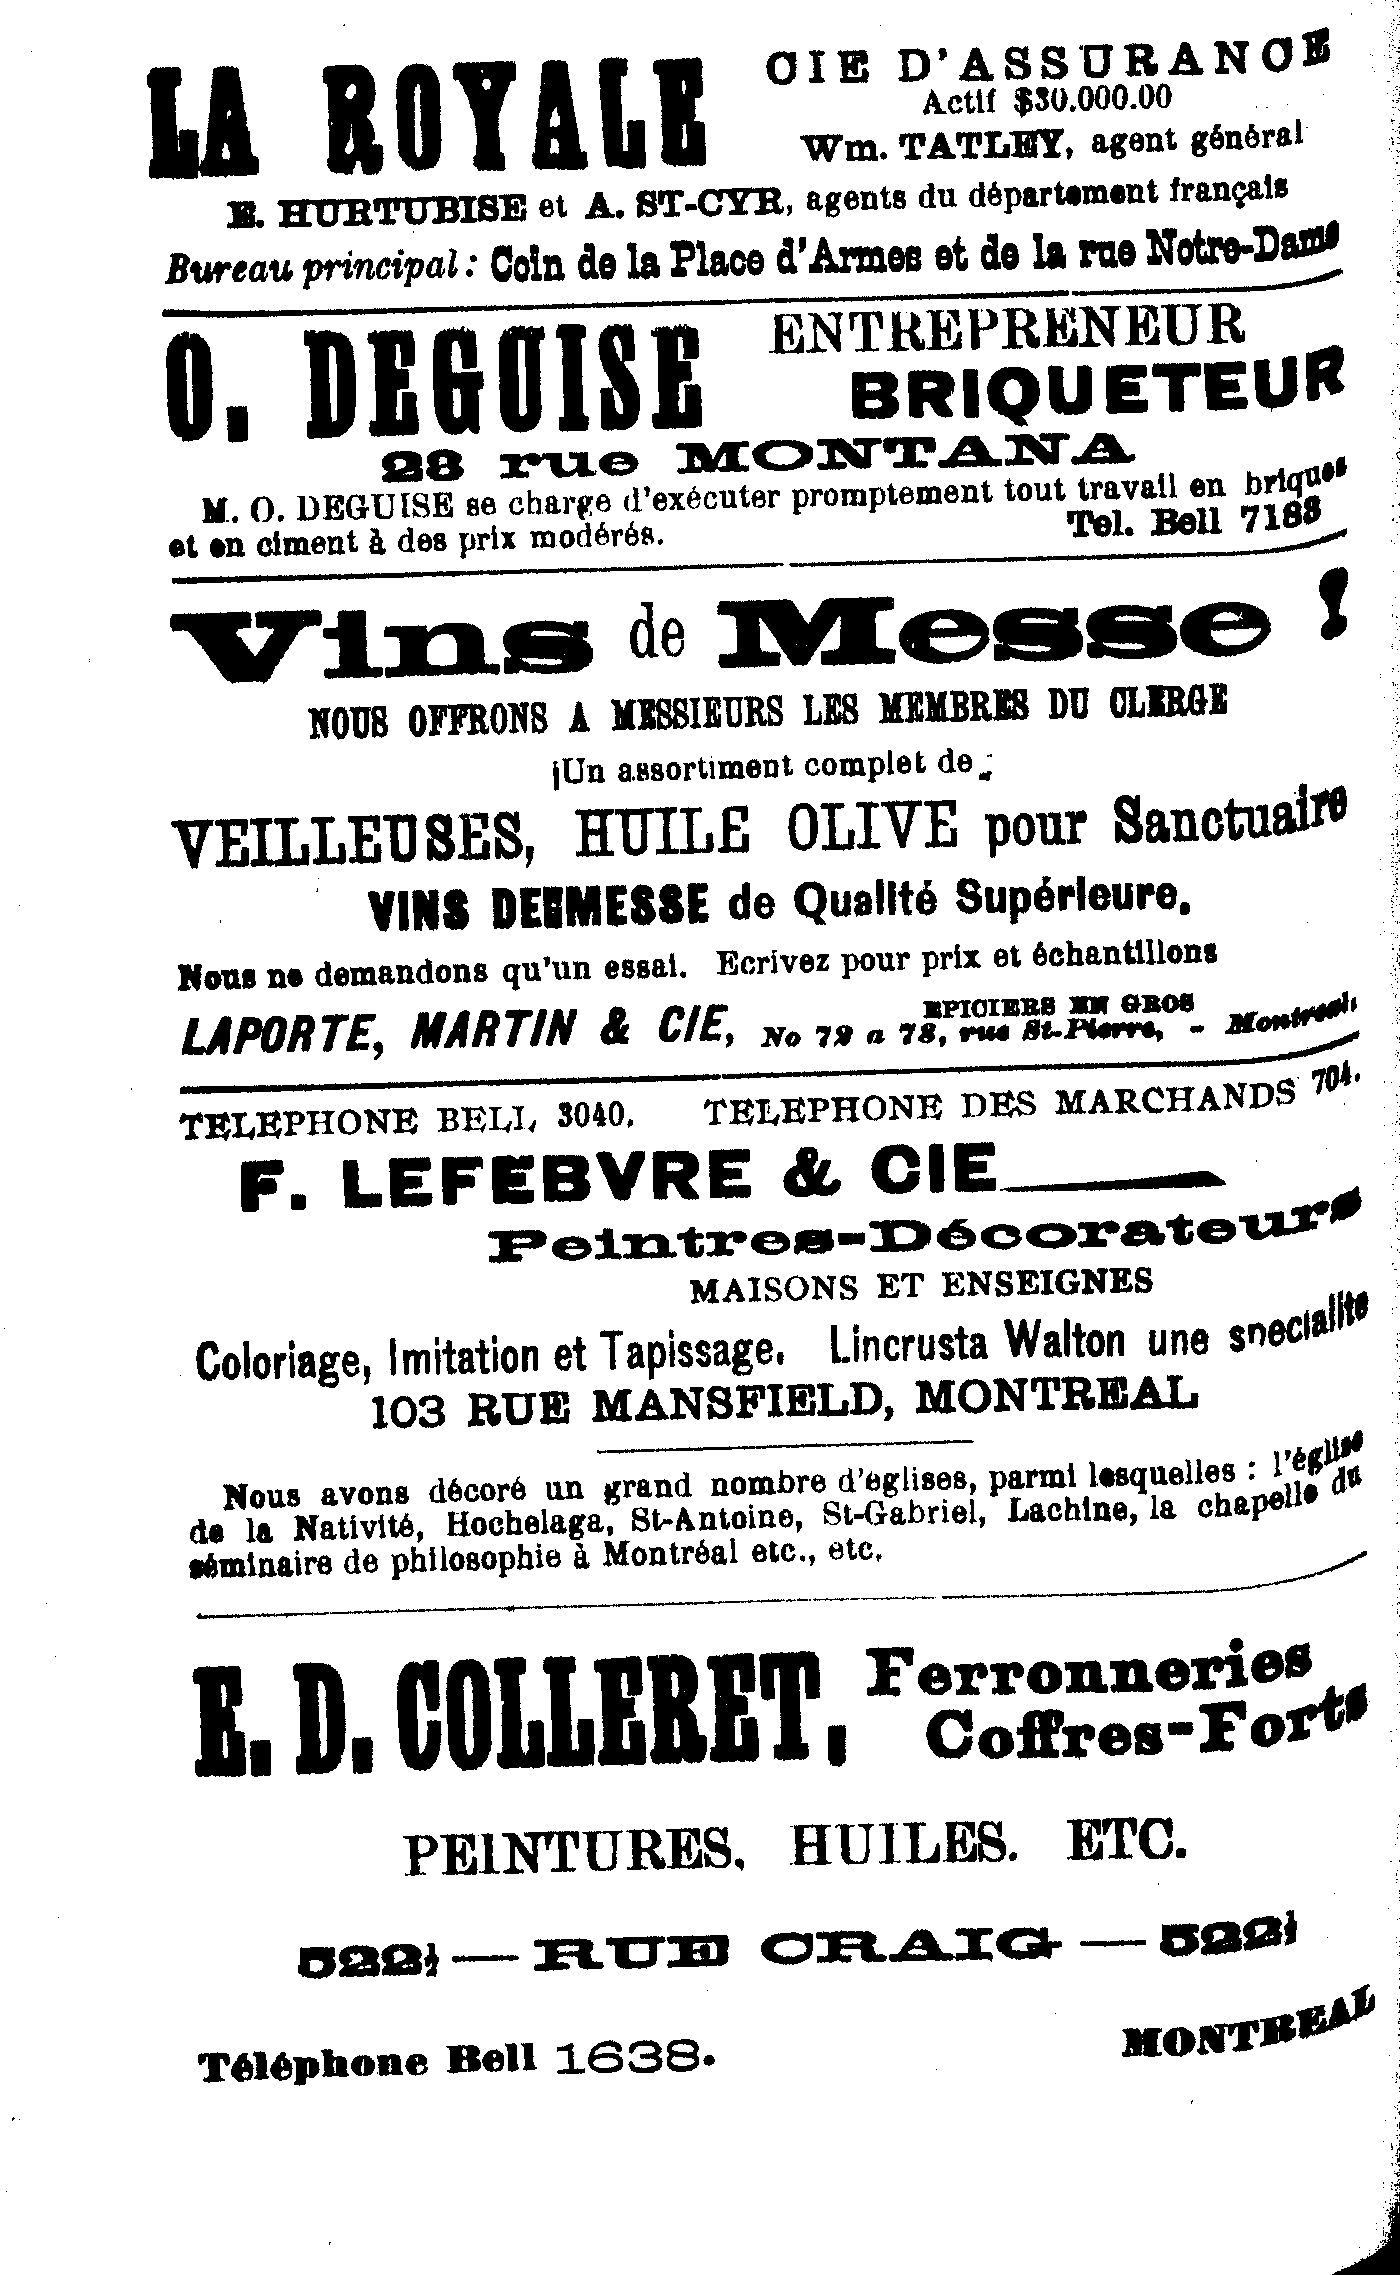 LA ROYALE CIE D'ASSURANCE
Actif $30.000.00
Wm. TATLEY, agent général
E. HURTUBISE et A. ST-CYR, agents du département français
Bureau principal : Coin de la Place d'Armes et de la rue Notre-Dame
O. DEGUISE ENTREPRENEUR
BRIQUETEUR
28 rue MONTANA
M. O. DEGUISE se charge d'exécuter promptement tout travail en briques
et en ciment à des prix modérés. Tel. Bell 7183
Vins de Messe !
NOUS OFFRONS A MESSIEURS LES MEMBRES DU CLERGE
Un assortiment complet de :
VEILLEUSES, HUILE OLIVE pour Sanctuaire
VINS DE MESSE de Qualité Supérieure.
Nous ne demandons qu'un essai. Ecrivez pour prix et échantillons
LAPORTE, MARTIN & CIE, EPICIERS EN GROS
No 72 a 78, rue St-Pierre, - Montreal.
TELEPHONE BELL 3040. TELEPHONE DES MARCHANDS 704.
F. LEFEBVRE & CIE
Peintres-Décorateurs
MAISONS ET ENSEIGNES
Coloriage, Imitation et Tapissage. Lincrusta Walton une specialite
103 RUE MANSFIELD, MONTREAL
Nous avons décoré un grand nombre d'eglises, parmi lesquelles : l'église
de la Nativité, Hochelaga, St-Antoine, St-Gabriel, Lachine, la chapelle du
séminaire de philosophie à Montréal etc., etc.
E. D. COLLERET, Ferronneries
Coffres-Forts
PEINTURES. HUILES. ETC.
522½ — RUE CRAIG — 522½
MONTREAL
Téléphone Bell 1638.